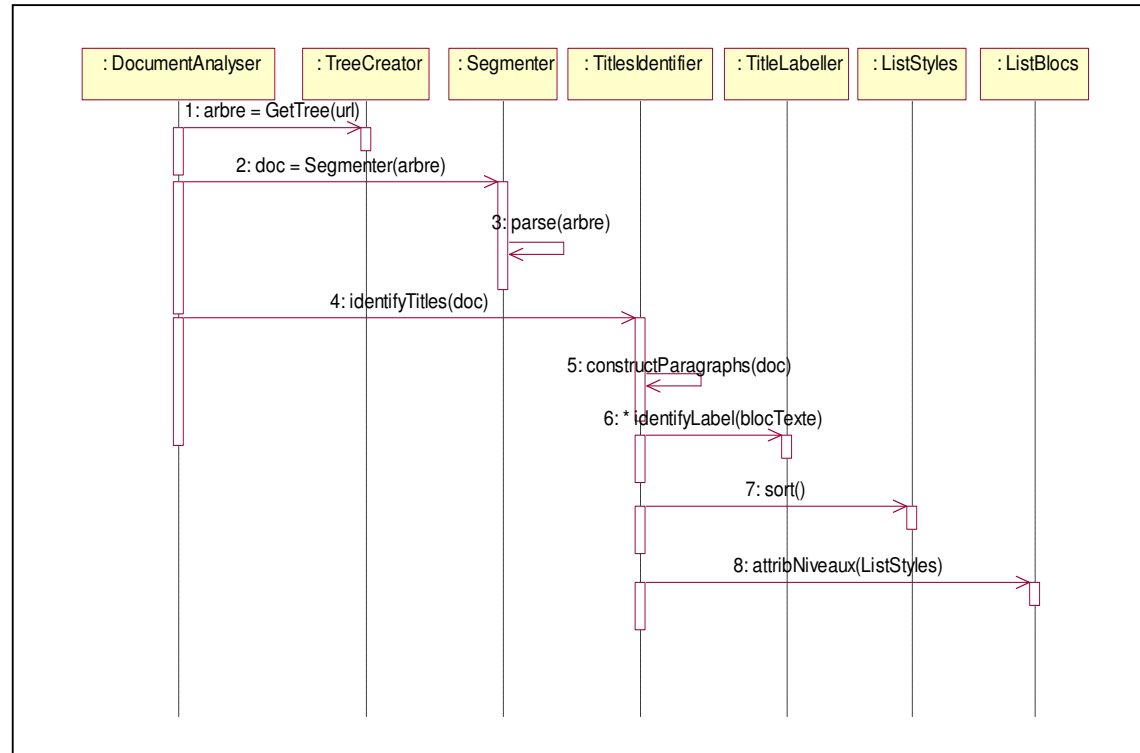 : DocumentAnalyser
: TreeCreator
: Segmenter
: TitlesIdentifier
: TitleLabeller
: ListStyles
: ListBlocs
1: arbre = GetTree(url)
2: doc = Segmenter(arbre)
3: parse(arbre)
4: identifyTitles(doc)
5: constructParagraphs(doc)
6: * identifyLabel(blocTexte)
7: sort()
8: attribNiveaux(ListStyles)